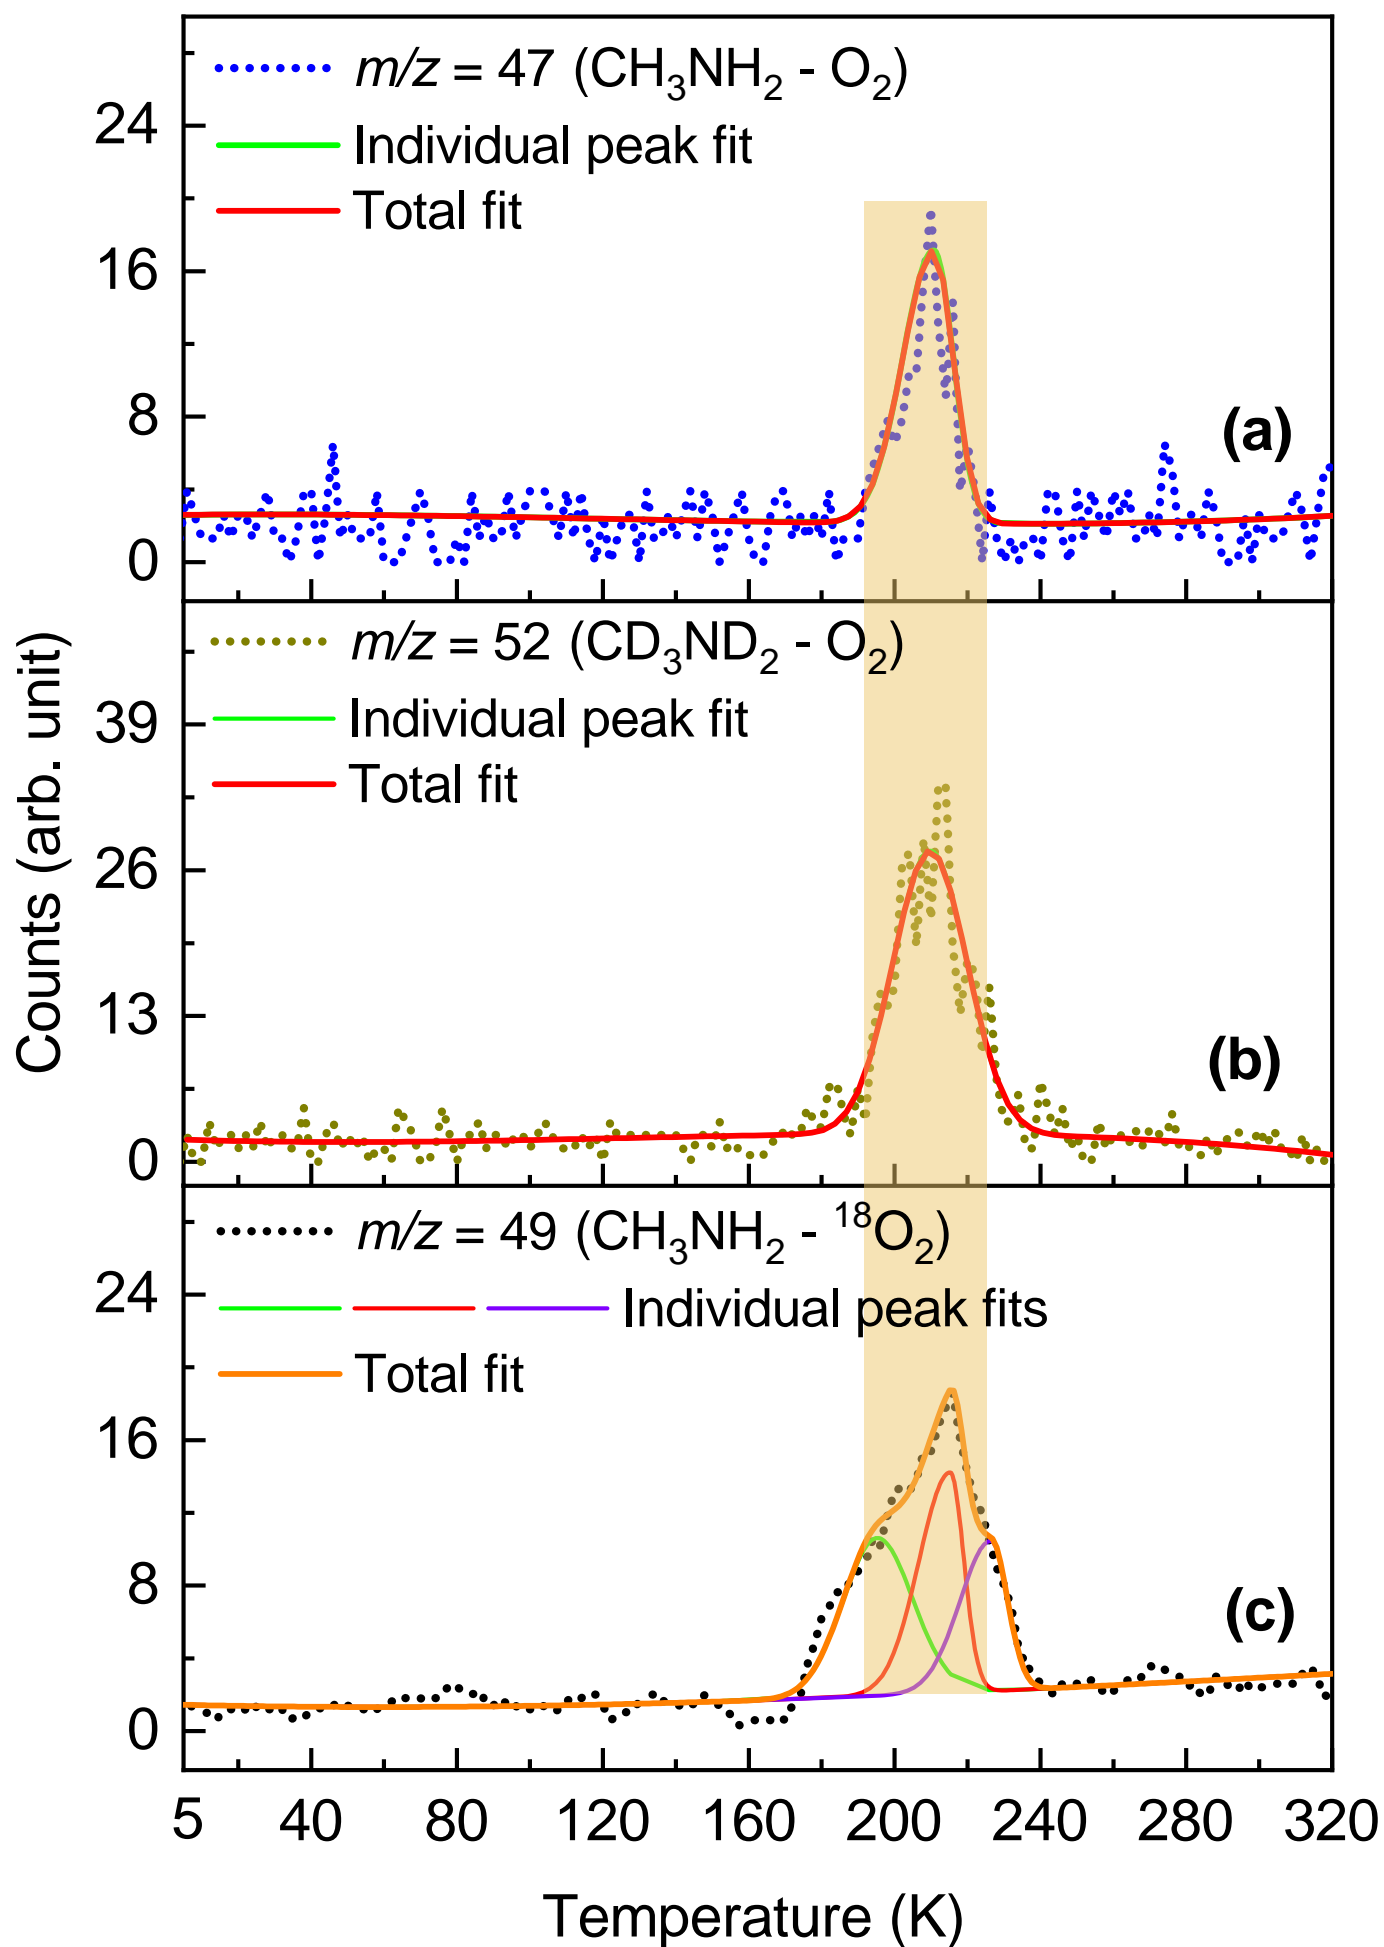 m/z = 47 (CH₃NH₂ - O₂)
Individual peak fit
Total fit
24
16
8
0
(a)
m/z = 52 (CD₃ND₂ - O₂)
Individual peak fit
Total fit
39
26
13
0
(b)
Counts (arb. unit)
m/z = 49 (CH₃NH₂ - ¹⁸O₂)
Individual peak fits
Total fit
24
16
8
0
(c)
5 40 80 120 160 200 240 280 320
Temperature (K)